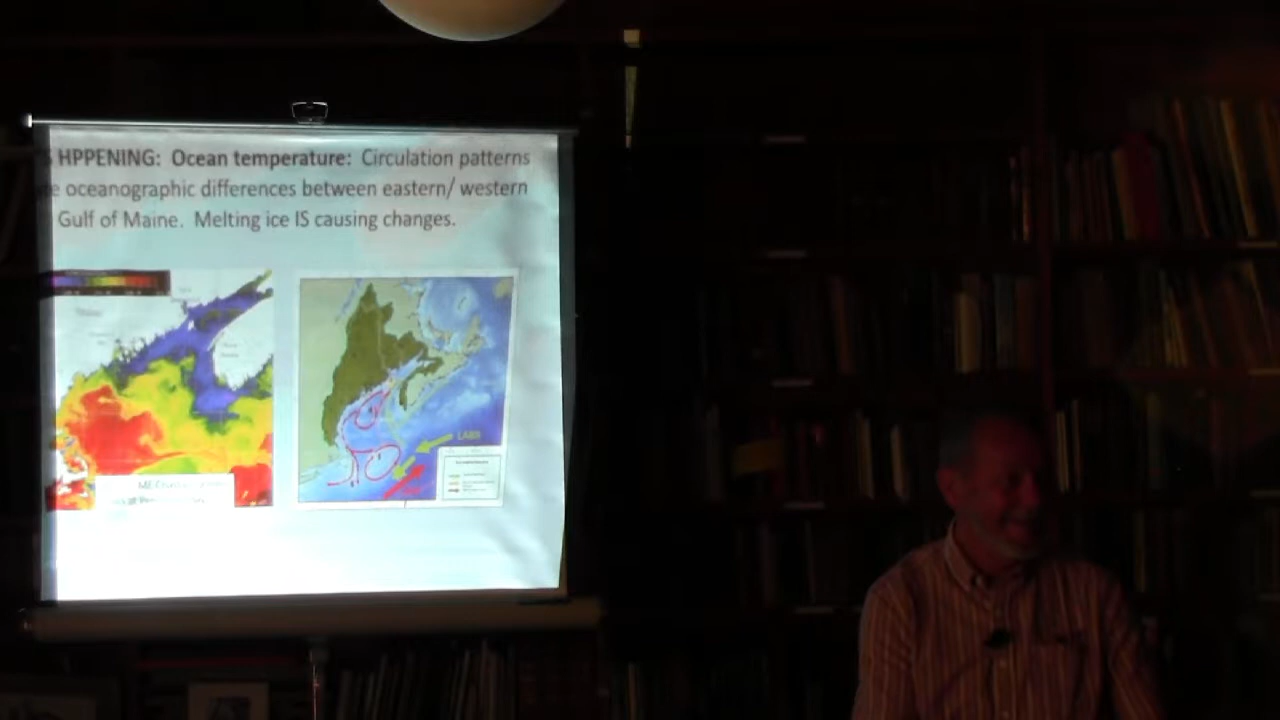 HPPENING: Ocean temperature: Circulation patterns
oceanographic differences between eastern/ western
Gulf of Maine. Melting ice IS causing changes.
LABR